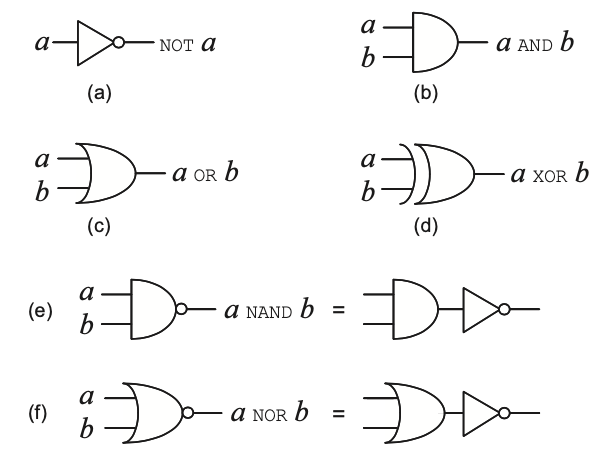 a NOT a
(a)
a
b a AND b
(b)
a
b a OR b
(c)
a
b a XOR b
(d)
(e) a
b a NAND b =
(f) a
b a NOR b =